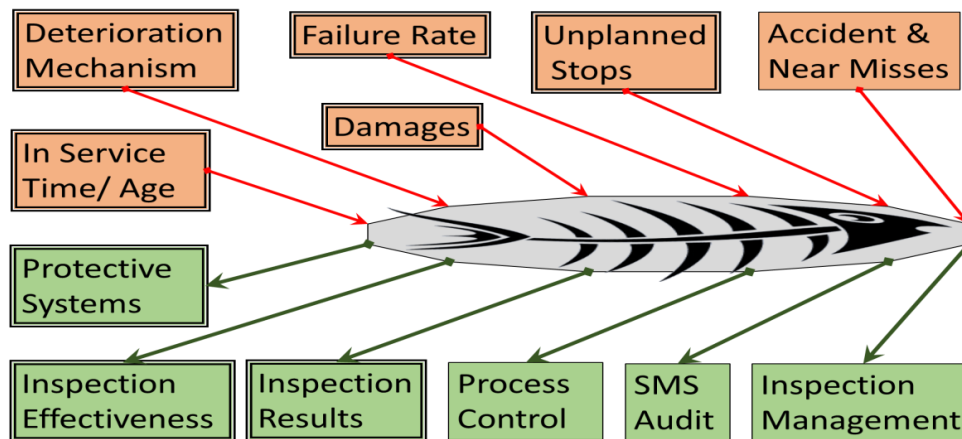 Deterioration
Mechanism
Failure Rate
Unplanned
Stops
Accident &
Near Misses
Damages
In Service
Time/ Age
Protective
Systems
Inspection
Effectiveness
Inspection
Results
Process
Control
SMS
Audit
Inspection
Management